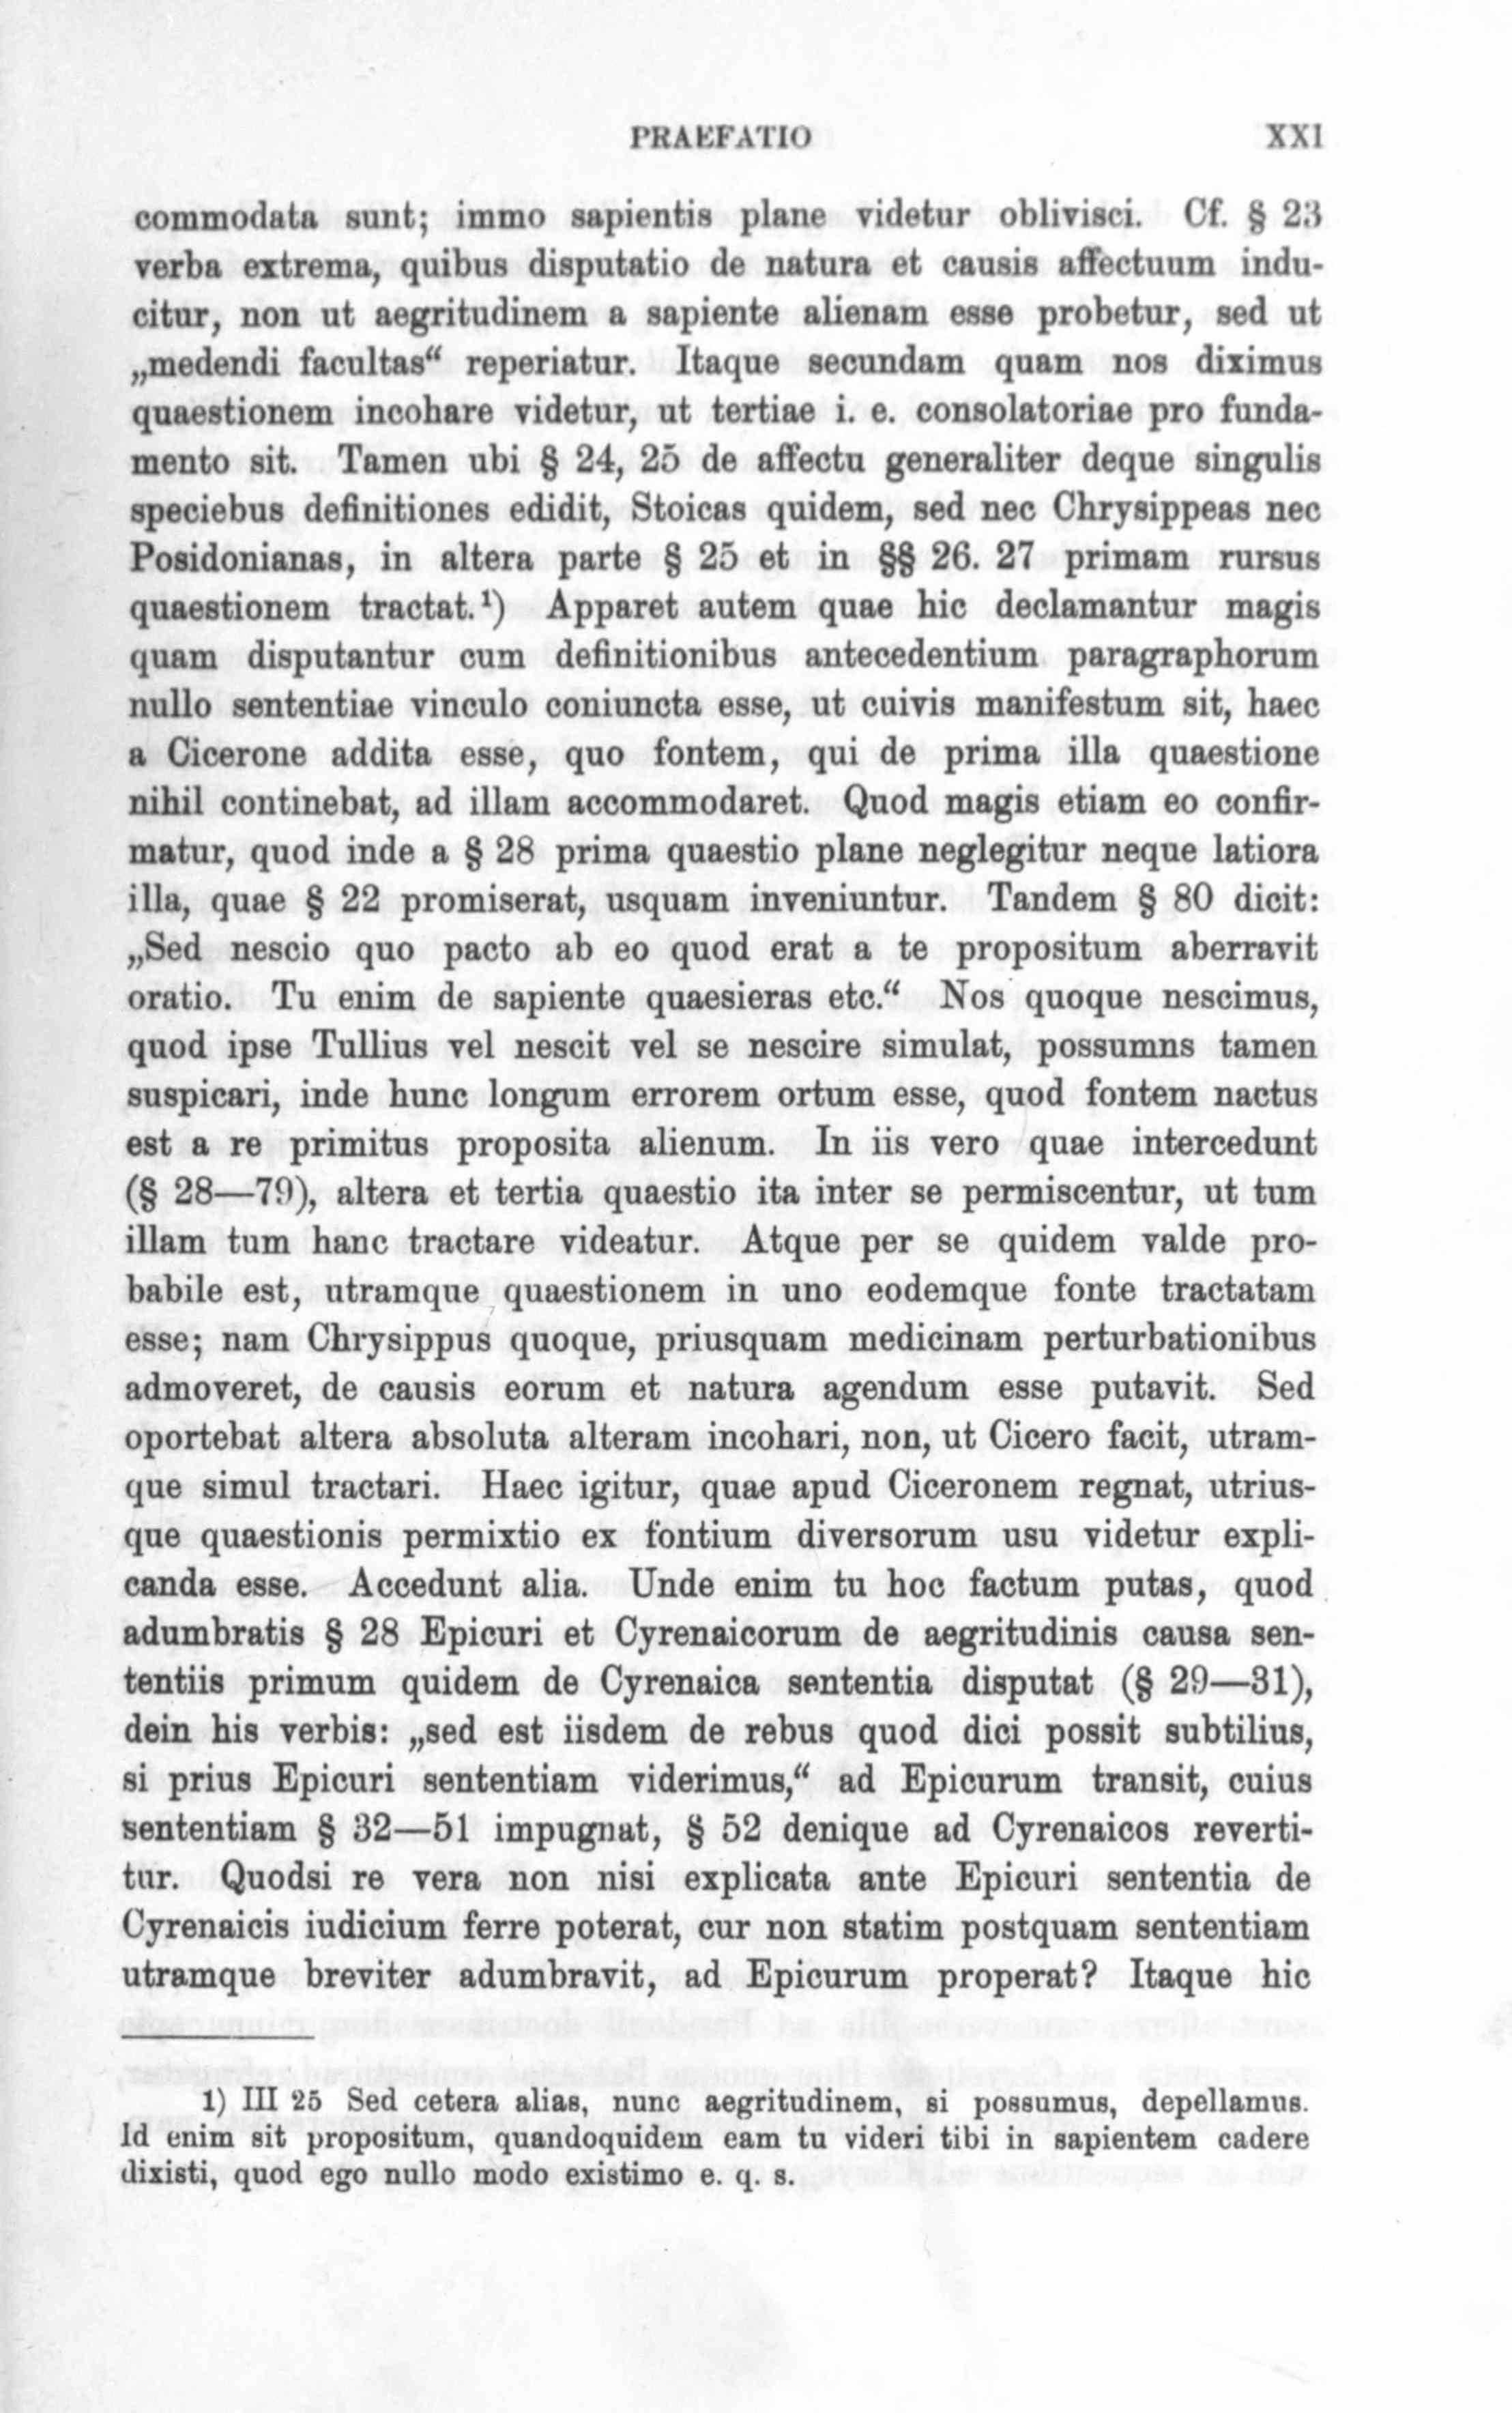 PRAEFATIO XXI
commodata sunt; immo sapientis plane videtur oblivisci. Cf. § 23
verba extrema, quibus disputatio de natura et causis affectuum indu-
citur, non ut aegritudinem a sapiente alienam esse probetur, sed ut
„medendi facultas“ reperiatur. Itaque secundam quam nos diximus
quaestionem incohare videtur, ut tertiae i. e. consolatoriae pro funda-
mento sit. Tamen ubi § 24, 25 de affectu generaliter deque singulis
speciebus definitiones edidit, Stoicas quidem, sed nec Chrysippeas nec
Posidonianas, in altera parte § 25 et in §§ 26. 27 primam rursus
quaestionem tractat.¹) Apparet autem quae hic declamantur magis
quam disputantur cum definitionibus antecedentium paragraphorum
nullo sententiae vinculo coniuncta esse, ut cuivis manifestum sit, haec
a Cicerone addita esse, quo fontem, qui de prima illa quaestione
nihil continebat, ad illam accommodaret. Quod magis etiam eo confir-
matur, quod inde a § 28 prima quaestio plane neglegitur neque latiora
illa, quae § 22 promiserat, usquam inveniuntur. Tandem § 80 dicit:
„Sed nescio quo pacto ab eo quod erat a te propositum aberravit
oratio. Tu enim de sapiente quaesieras etc.“ Nos quoque nescimus,
quod ipse Tullius vel nescit vel se nescire simulat, possumns tamen
suspicari, inde hunc longum errorem ortum esse, quod fontem nactus
est a re primitus proposita alienum. In iis vero quae intercedunt
(§ 28—79), altera et tertia quaestio ita inter se permiscentur, ut tum
illam tum hanc tractare videatur. Atque per se quidem valde pro-
babile est, utramque quaestionem in uno eodemque fonte tractatam
esse; nam Chrysippus quoque, priusquam medicinam perturbationibus
admoveret, de causis eorum et natura agendum esse putavit. Sed
oportebat altera absoluta alteram incohari, non, ut Cicero facit, utram-
que simul tractari. Haec igitur, quae apud Ciceronem regnat, utrius-
que quaestionis permixtio ex fontium diversorum usu videtur expli-
canda esse. Accedunt alia. Unde enim tu hoc factum putas, quod
adumbratis § 28 Epicuri et Cyrenaicorum de aegritudinis causa sen-
tentiis primum quidem de Cyrenaica sententia disputat (§ 29—31),
dein his verbis: „sed est iisdem de rebus quod dici possit subtilius,
si prius Epicuri sententiam viderimus,“ ad Epicurum transit, cuius
sententiam § 32—51 impugnat, § 52 denique ad Cyrenaicos reverti-
tur. Quodsi re vera non nisi explicata ante Epicuri sententia de
Cyrenaicis iudicium ferre poterat, cur non statim postquam sententiam
utramque breviter adumbravit, ad Epicurum properat? Itaque hic
1) III 25 Sed cetera alias, nunc aegritudinem, si possumus, depellamus.
Id enim sit propositum, quandoquidem eam tu videri tibi in sapientem cadere
dixisti, quod ego nullo modo existimo e. q. s.